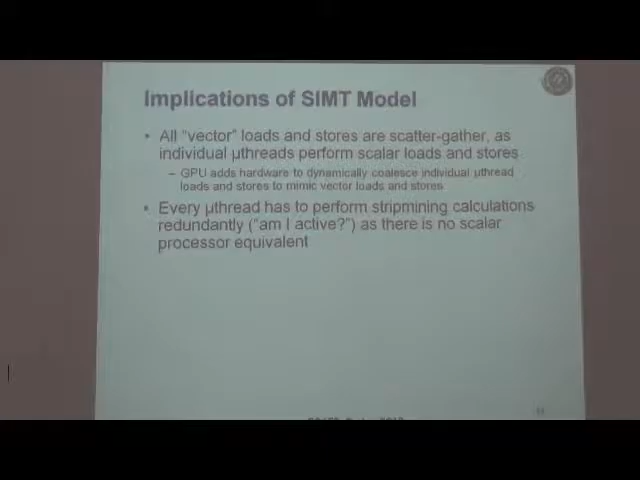 Implications of SIMT Model
• All "vector" loads and stores are scatter-gather, as
individual µthreads perform scalar loads and stores
– GPU adds hardware to dynamically coalesce individual µthread
loads and stores to mimic vector loads and stores
• Every µthread has to perform stripmining calculations
redundantly ("am I active?") as there is no scalar
processor equivalent